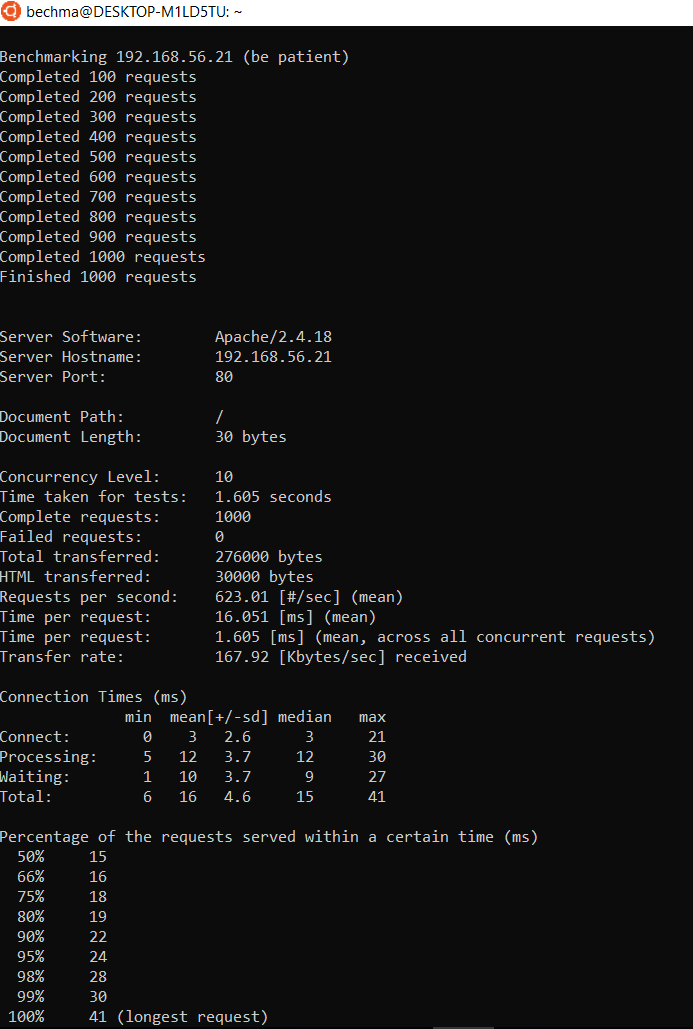 bechma@DESKTOP-M1LD5TU: ~
Benchmarking 192.168.56.21 (be patient)
Completed 100 requests
Completed 200 requests
Completed 300 requests
Completed 400 requests
Completed 500 requests
Completed 600 requests
Completed 700 requests
Completed 800 requests
Completed 900 requests
Completed 1000 requests
Finished 1000 requests
Server Software:        Apache/2.4.18
Server Hostname:        192.168.56.21
Server Port:            80
Document Path:          /
Document Length:        30 bytes
Concurrency Level:      10
Time taken for tests:   1.605 seconds
Complete requests:      1000
Failed requests:        0
Total transferred:      276000 bytes
HTML transferred:       30000 bytes
Requests per second:    623.01 [#/sec] (mean)
Time per request:       16.051 [ms] (mean)
Time per request:       1.605 [ms] (mean, across all concurrent requests)
Transfer rate:          167.92 [Kbytes/sec] received
Connection Times (ms)
              min  mean[+/-sd] median   max
Connect:        0    3   2.6      3      21
Processing:     5   12   3.7     12      30
Waiting:        1   10   3.7      9      27
Total:          6   16   4.6     15      41
Percentage of the requests served within a certain time (ms)
  50%     15
  66%     16
  75%     18
  80%     19
  90%     22
  95%     24
  98%     28
  99%     30
 100%     41 (longest request)